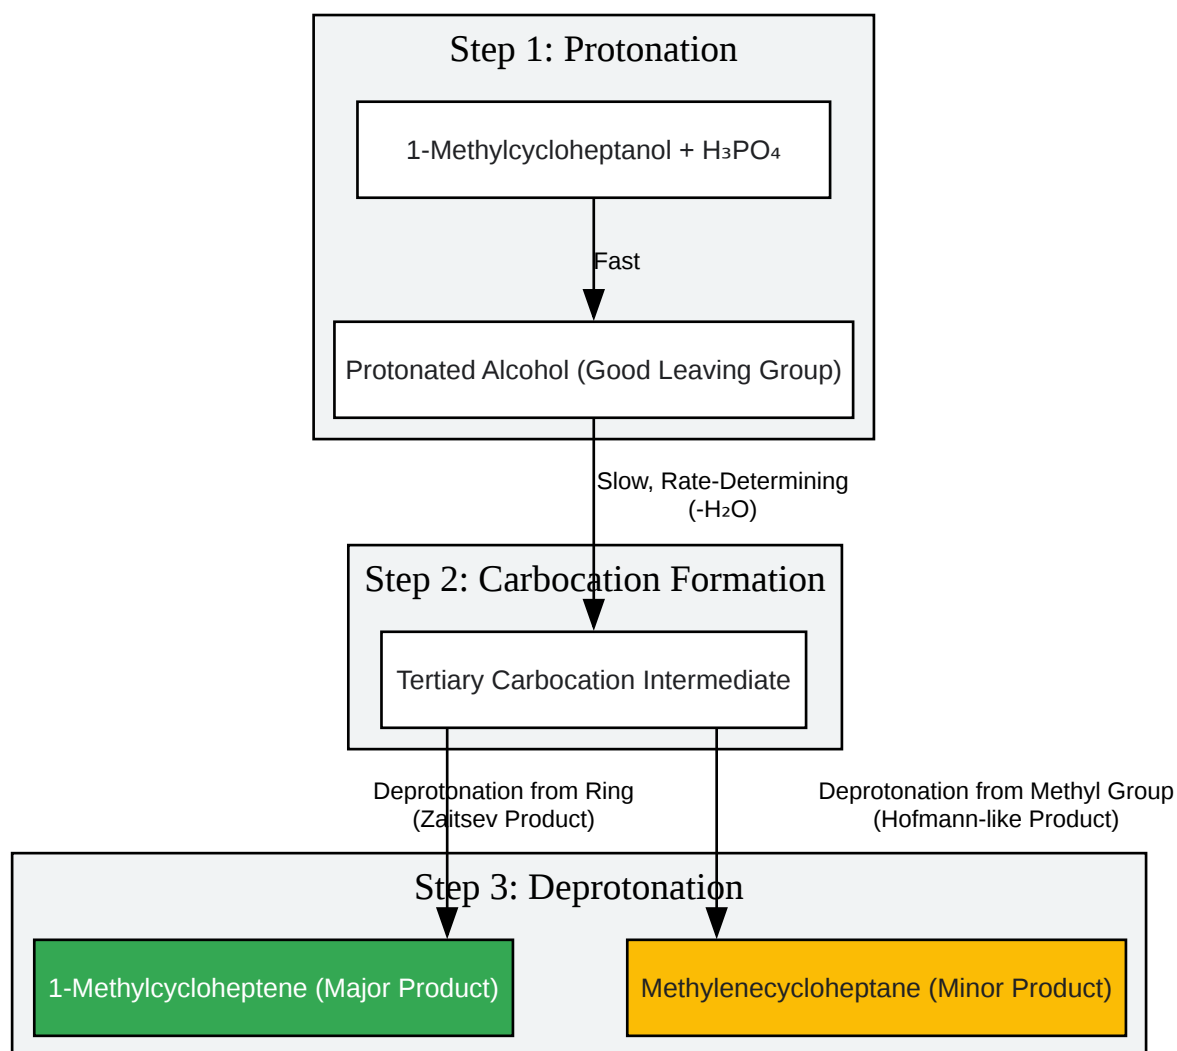 Step 1: Protonation
1-Methylcycloheptanol + H₃PO₄
Fast
Protonated Alcohol (Good Leaving Group)
Slow, Rate-Determining
(-H₂O)
Step 2: Carbocation Formation
Tertiary Carbocation Intermediate
Deprotonation from Ring
(Zaitsev Product)
Deprotonation from Methyl Group
(Hofmann-like Product)
Step 3: Deprotonation
1-Methylcycloheptene (Major Product)
Methylenecycloheptane (Minor Product)